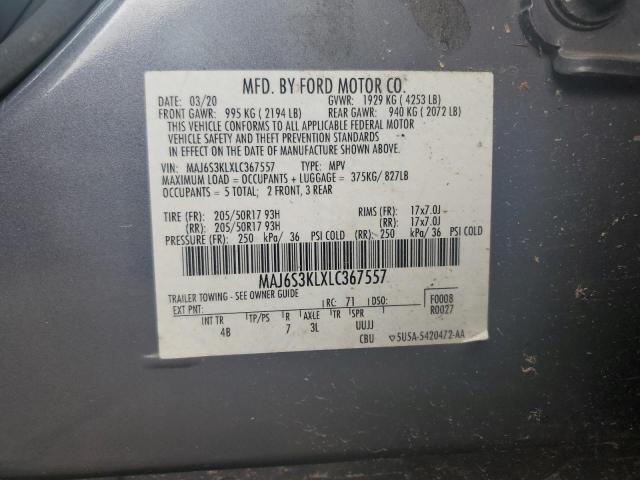 MFD. BY FORD MOTOR CO.
DATE: 03/20 GVWR: 1929 KG ( 4253 LB)
FRONT GAWR: 995 KG ( 2194 LB) REAR GAWR: 940 KG ( 2072 LB)
THIS VEHICLE CONFORMS TO ALL APPLICABLE FEDERAL MOTOR
VEHICLE SAFETY AND THEFT PREVENTION STANDARDS
IN EFFECT ON THE DATE OF MANUFACTURE SHOWN ABOVE.
VIN: MAJ6S3KLXLC367557 TYPE: MPV
MAXIMUM LOAD = OCCUPANTS + LUGGAGE = 375KG/ 827LB
OCCUPANTS = 5 TOTAL; 2 FRONT, 3 REAR
TIRE (FR): 205/50R17 93H RIMS (FR): 17x7.0J
(RR): 205/50R17 93H (RR): 17x7.0J
PRESSURE (FR): 250 kPa/ 36 PSI COLD (RR): 250 kPa/ 36 PSI COLD
MAJ6S3KLXLC367557
TRAILER TOWING - SEE OWNER GUIDE
EXT PNT: RC: 71 DSO: F0008
R0027
INT TR TP/PS R AXLE TR SPR
4B 7 3L UUJJ
CBU 5U5A-5420472-AA